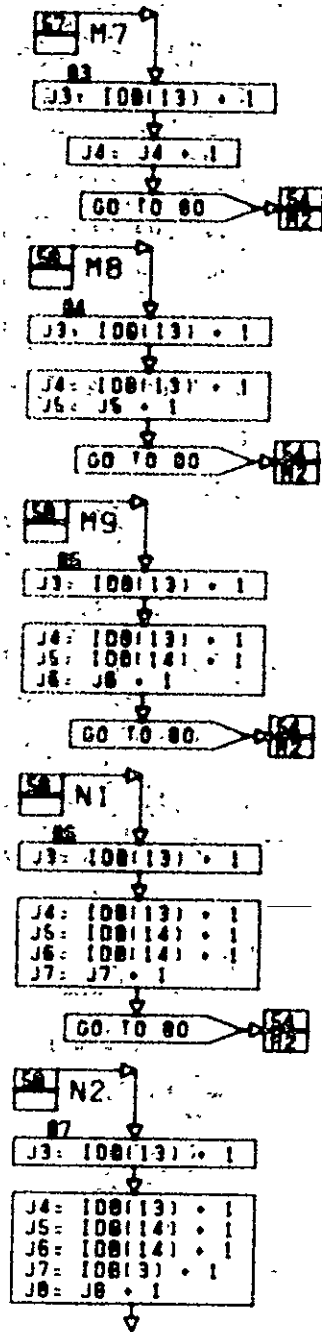 57 M7
83
J3= IDB(13) + 1
J4= J4 + 1
GO TO 80
54
M2
58 M8
84
J3= IDB(13) + 1
J4= IDB(13) + 1
J5= J5 + 1
GO TO 80
54
M2
58 M9
85
J3= IDB(13) + 1
J4= IDB(13) + 1
J5= IDB(14) + 1
J6= J6 + 1
GO TO 80
54
M2
58 N1
86
J3= IDB(13) + 1
J4= IDB(13) + 1
J5= IDB(14) + 1
J6= IDB(14) + 1
J7= J7 + 1
GO TO 80
54
M2
58 N2
87
J3= IDB(13) + 1
J4= IDB(13) + 1
J5= IDB(14) + 1
J6= IDB(14) + 1
J7= IDB(3) + 1
J8= J8 + 1